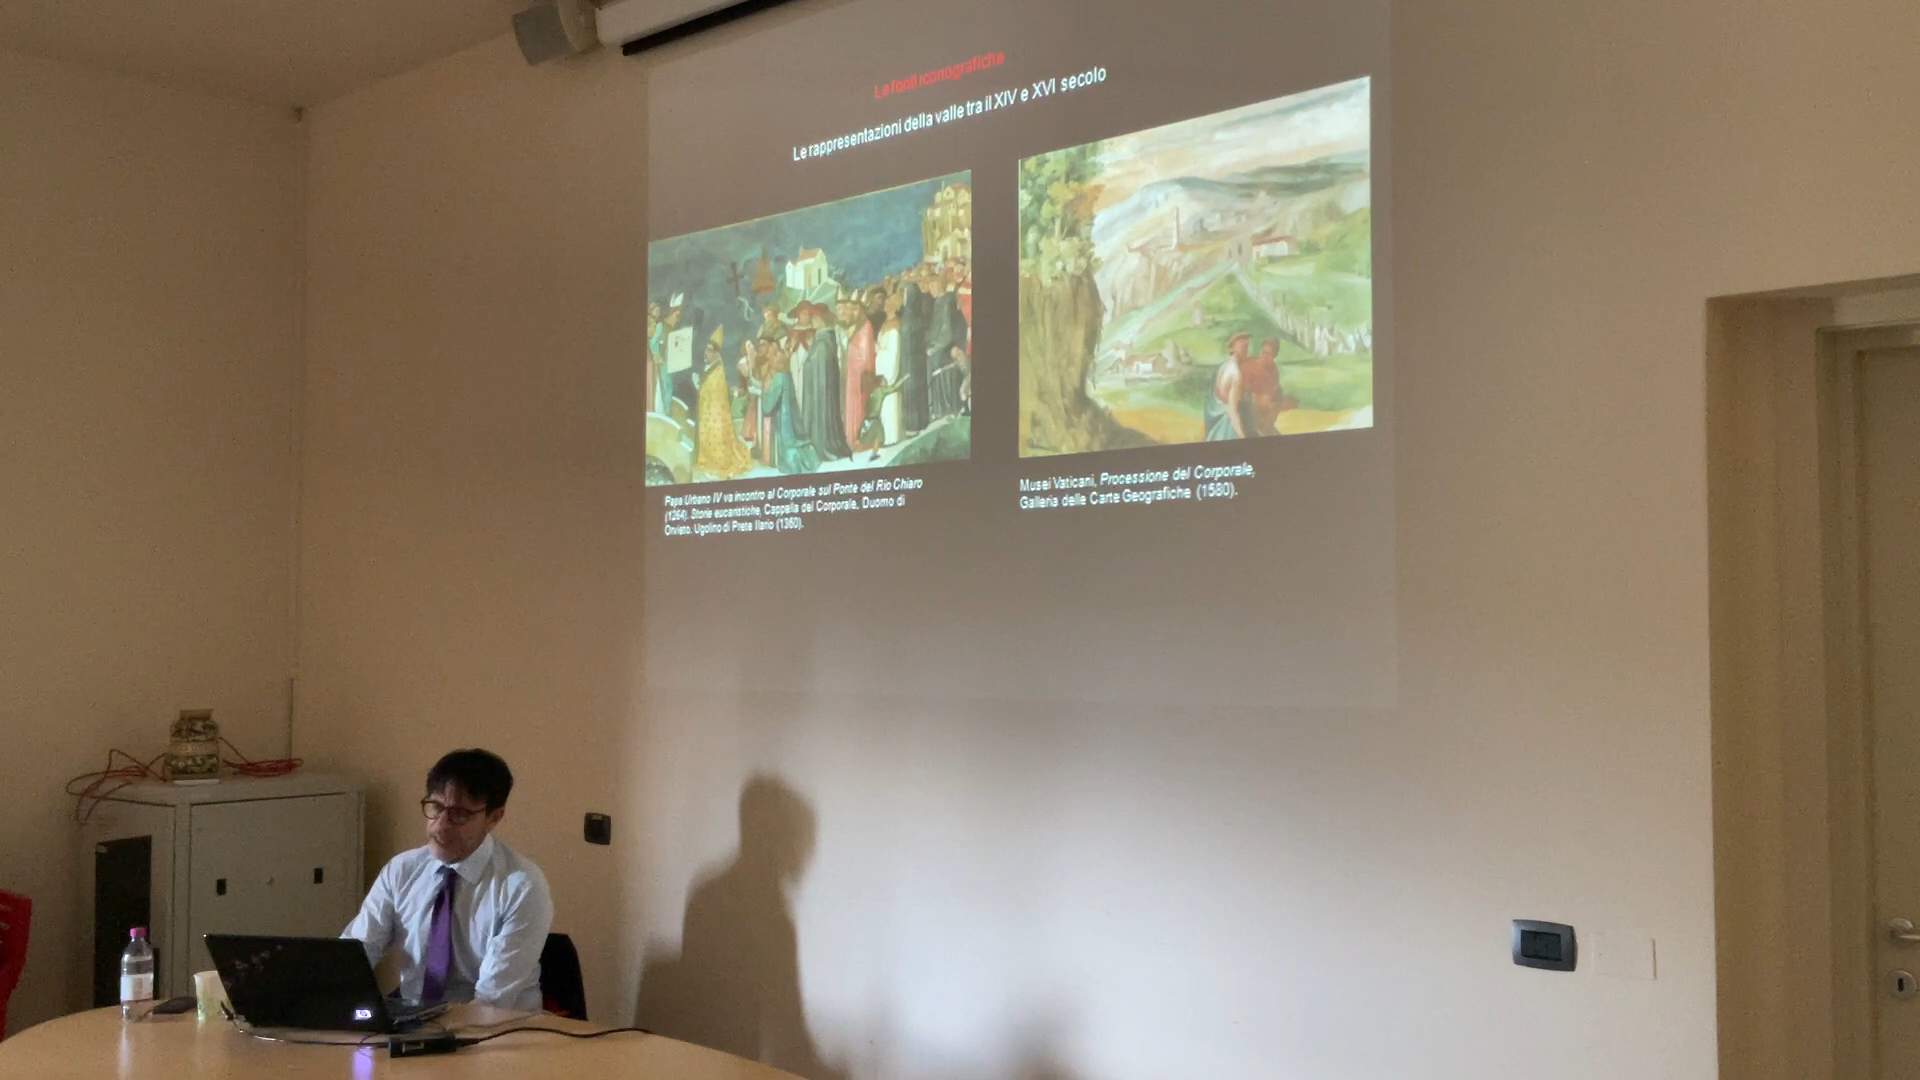 Le fonti iconografiche
Le rappresentazioni della valle tra il XIV e XVI secolo
Papa Urbano IV va incontro al Corporale sul Ponte del Rio Chiaro
(1264). Storie eucaristiche, Cappella del Corporale, Duomo di
Orvieto. Ugolino di Prete Ilario (1360).
Musei Vaticani, Processione del Corporale,
Galleria delle Carte Geografiche (1580).